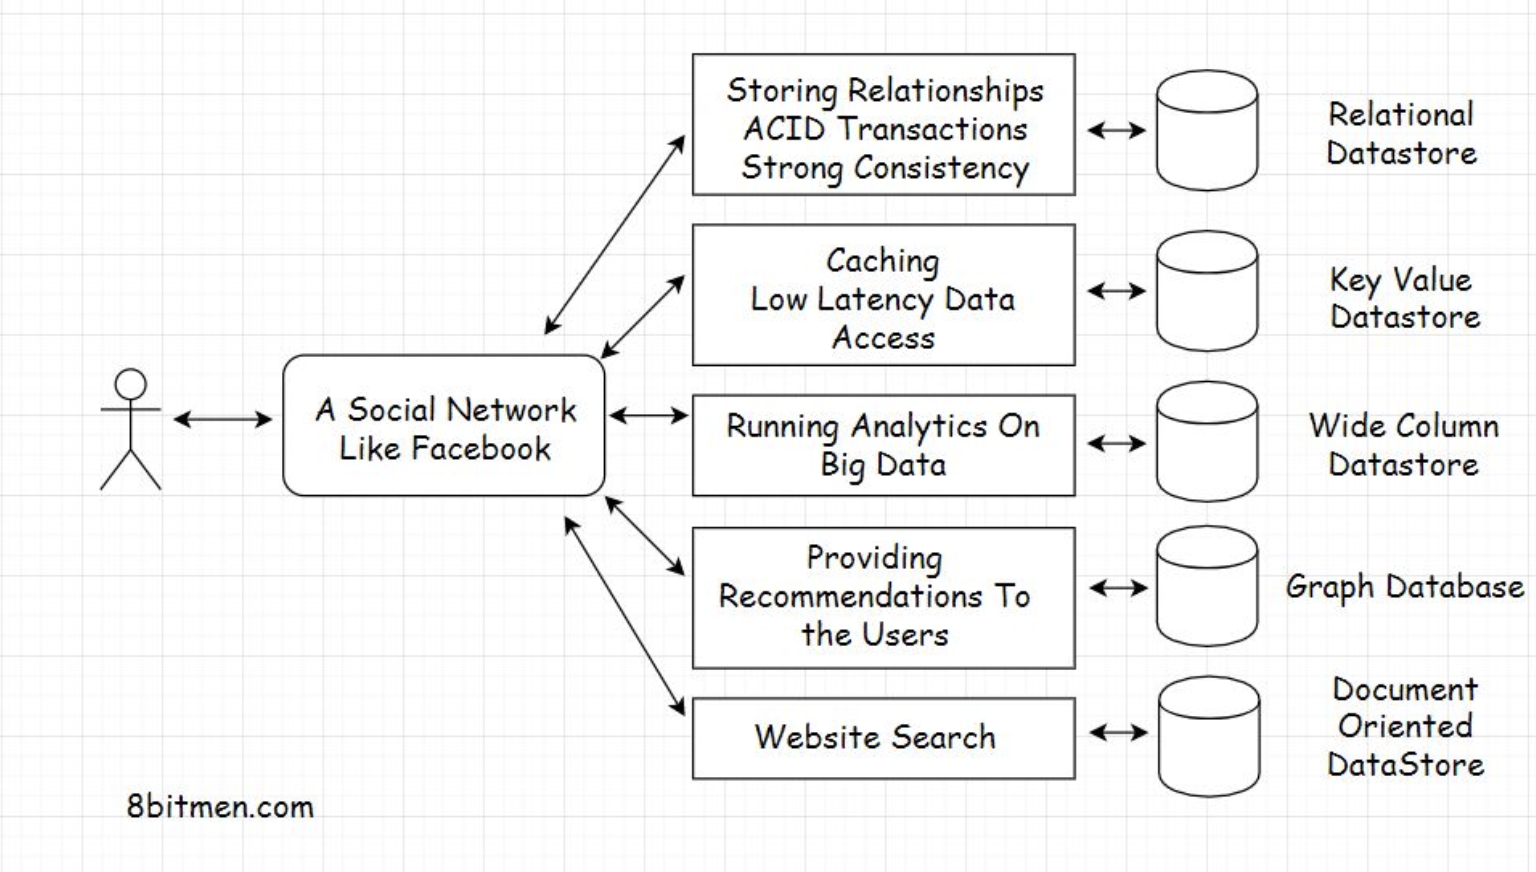 Storing Relationships
ACID Transactions
Strong Consistency
Relational
Datastore
Caching
Low Latency Data
Access
Key Value
Datastore
A Social Network
Like Facebook
Running Analytics On
Big Data
Wide Column
Datastore
Providing
Recommendations To
the Users
Graph Database
Website Search
Document
Oriented
DataStore
8bitmen.com